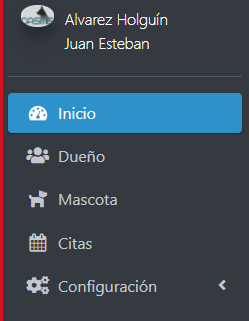 Alvarez Holguín
Juan Esteban
Inicio
Dueño
Mascota
Citas
Configuración